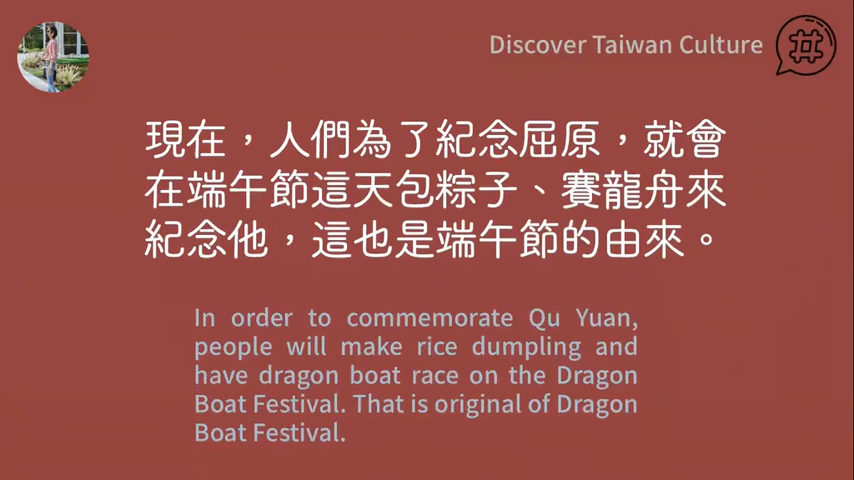 Discover Taiwan Culture
現在，人們為了紀念屈原，就會
在端午節這天包粽子、賽龍舟來
紀念他，這也是端午節的由來。
In order to commemorate Qu Yuan,
people will make rice dumpling and
have dragon boat race on the Dragon
Boat Festival. That is original of Dragon
Boat Festival.